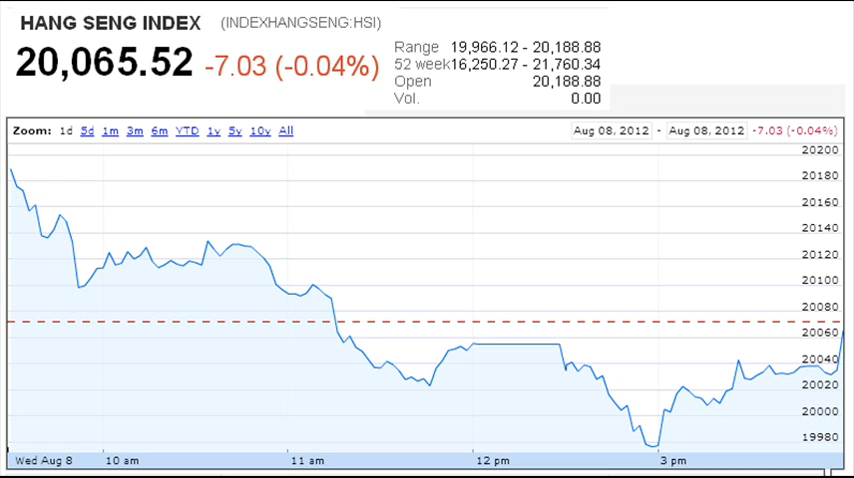 HANG SENG INDEX (INDEXHANGSENG:HSI)
20,065.52 -7.03 (-0.04%)
Range 19,966.12 - 20,188.88
52 week 16,250.27 - 21,760.34
Open 20,188.88
Vol. 0.00
Zoom: 1d 5d 1m 3m 6m YTD 1y 5y 10y All Aug 08, 2012 - Aug 08, 2012 -7.03 (-0.04%)
20200
20180
20160
20140
20120
20100
20080
20060
20040
20020
20000
19980
Wed Aug 8 10 am 11 am 12 pm 3 pm